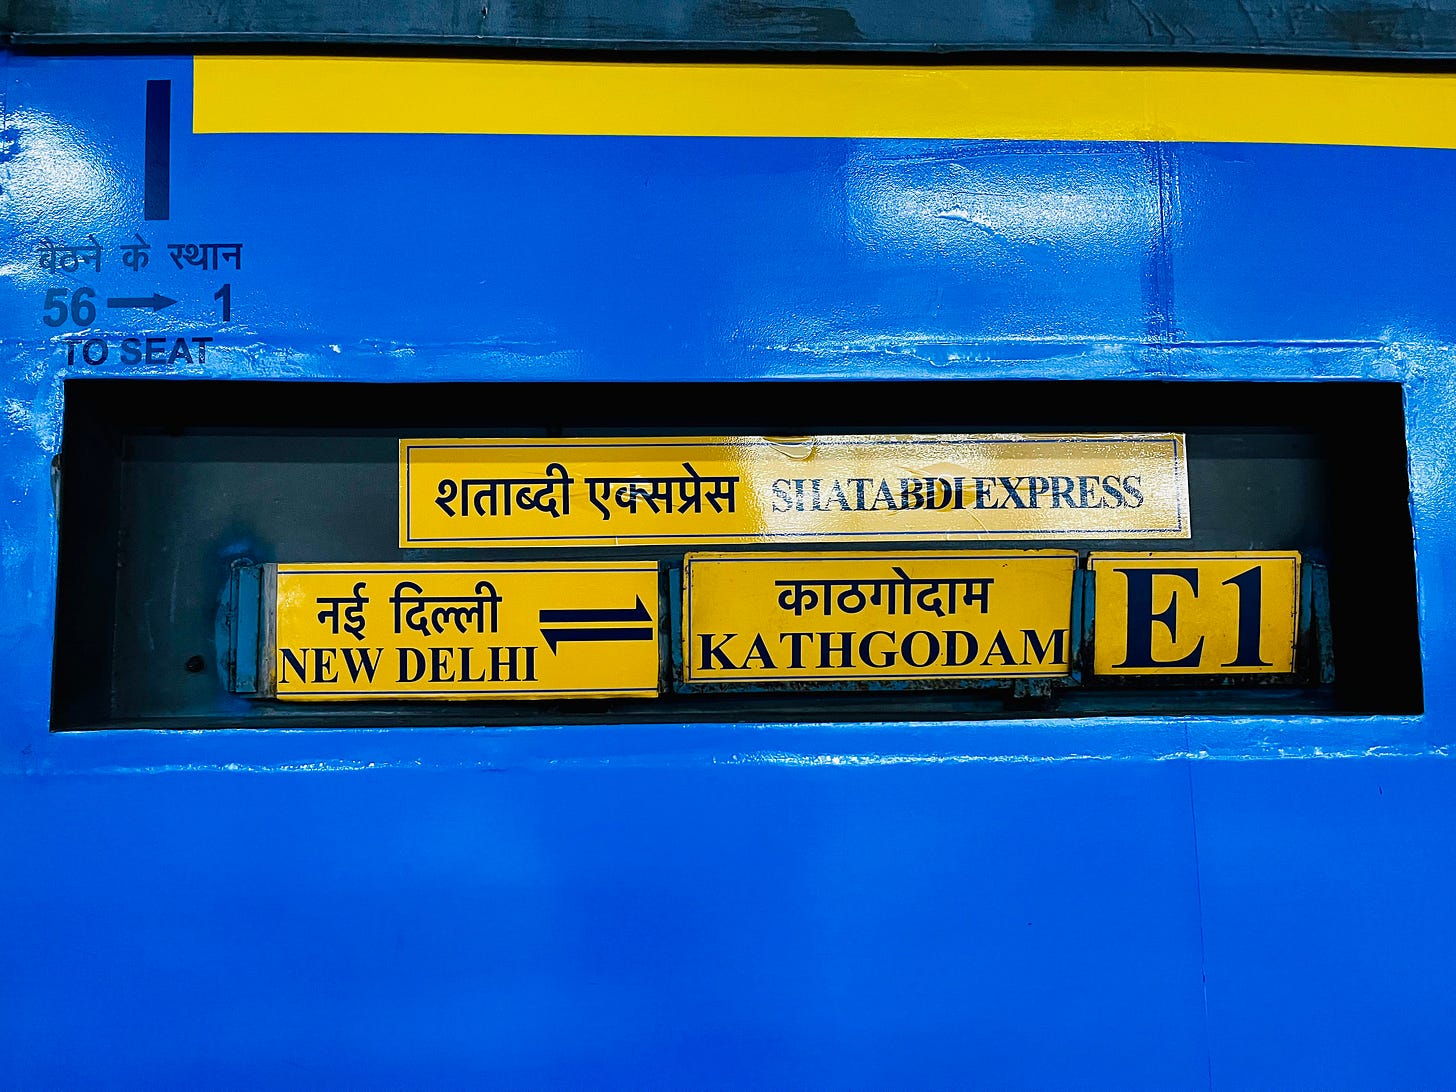 बैठने के स्थान
56 → 1
TO SEAT
शताब्दी एक्सप्रेस SHATABDI EXPRESS
नई दिल्ली
NEW DELHI
काठगोदाम
KATHGODAM
E1